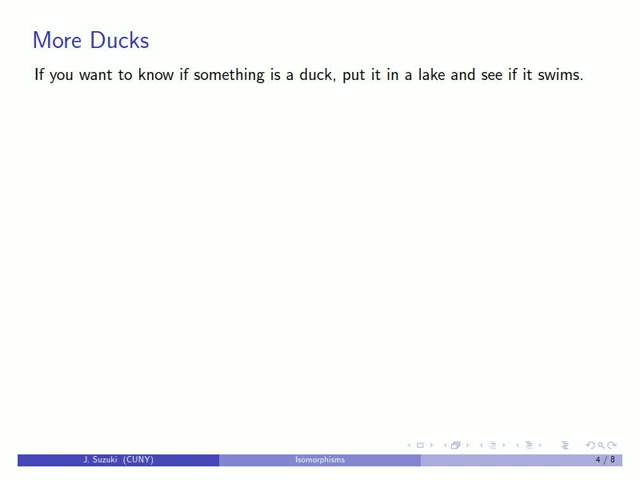 More Ducks
If you want to know if something is a duck, put it in a lake and see if it swims.
J. Suzuki (CUNY)
Isomorphisms
4 / 8